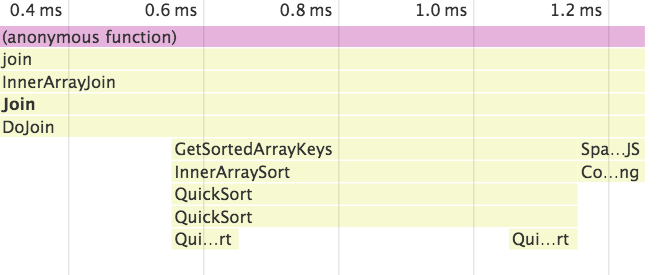 0.4 ms 0.6 ms 0.8 ms 1.0 ms 1.2 ms
(anonymous function)
join
InnerArrayJoin
Join
DoJoin
GetSortedArrayKeys Spa...JS
InnerArraySort Co...ng
QuickSort
QuickSort
Qui...rt Qui...rt